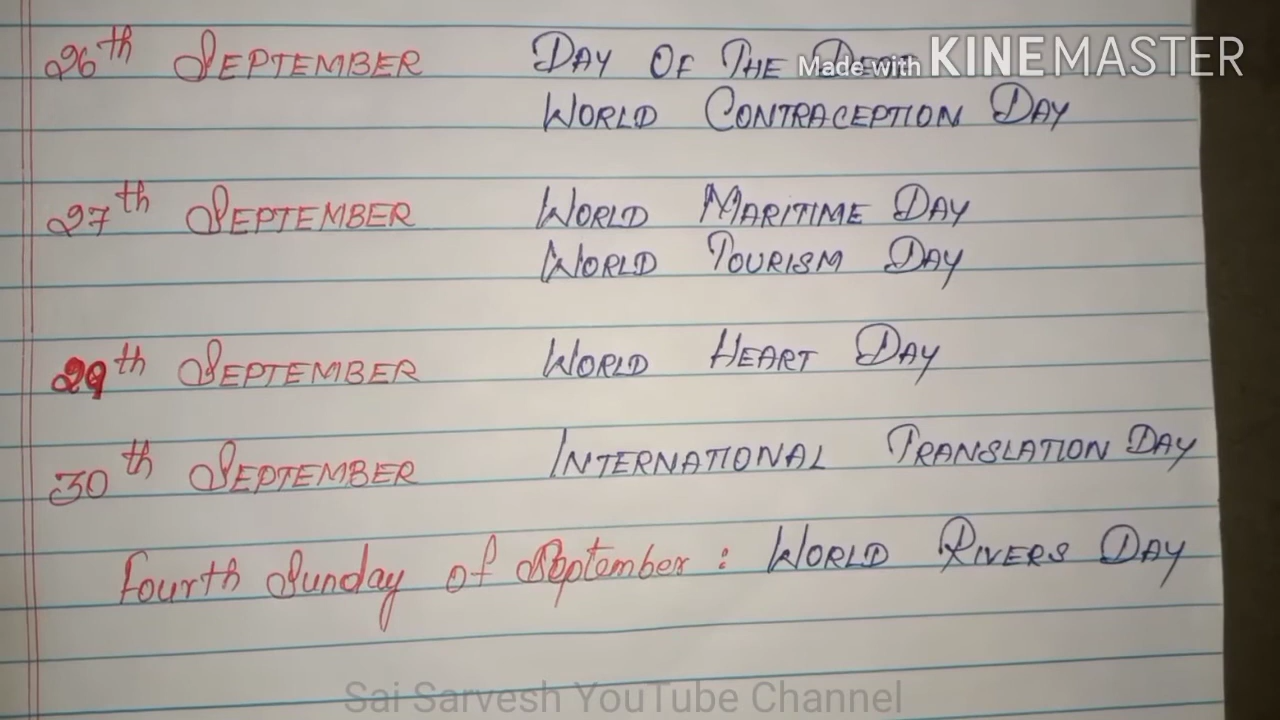 26th September Day Of The Deaf
World Contraception Day
27th September World Maritime Day
World Tourism Day
29th September World Heart Day
30th September International Translation Day
Fourth Sunday of September : World Rivers Day
Made with KINEMASTER
Sai Sarvesh YouTube Channel